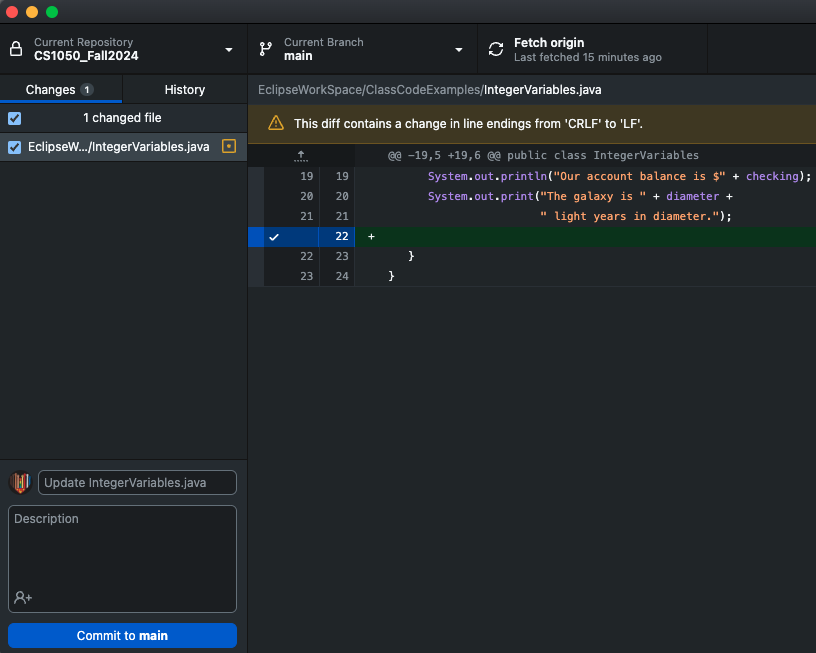 Current Repository
CS1050_Fall2024
Current Branch
main
Fetch origin
Last fetched 15 minutes ago
Changes 1
History
EclipseWorkSpace/ClassCodeExamples/IntegerVariables.java
1 changed file
This diff contains a change in line endings from 'CRLF' to 'LF'.
EclipseW.../IntegerVariables.java
@@ -19,5 +19,6 @@ public class IntegerVariables
19 19 System.out.println("Our account balance is $" + checking);
20 20 System.out.print("The galaxy is " + diameter +
21 21 " light years in diameter.");
22 +
22 23 }
23 24 }
Update IntegerVariables.java
Description
Commit to main